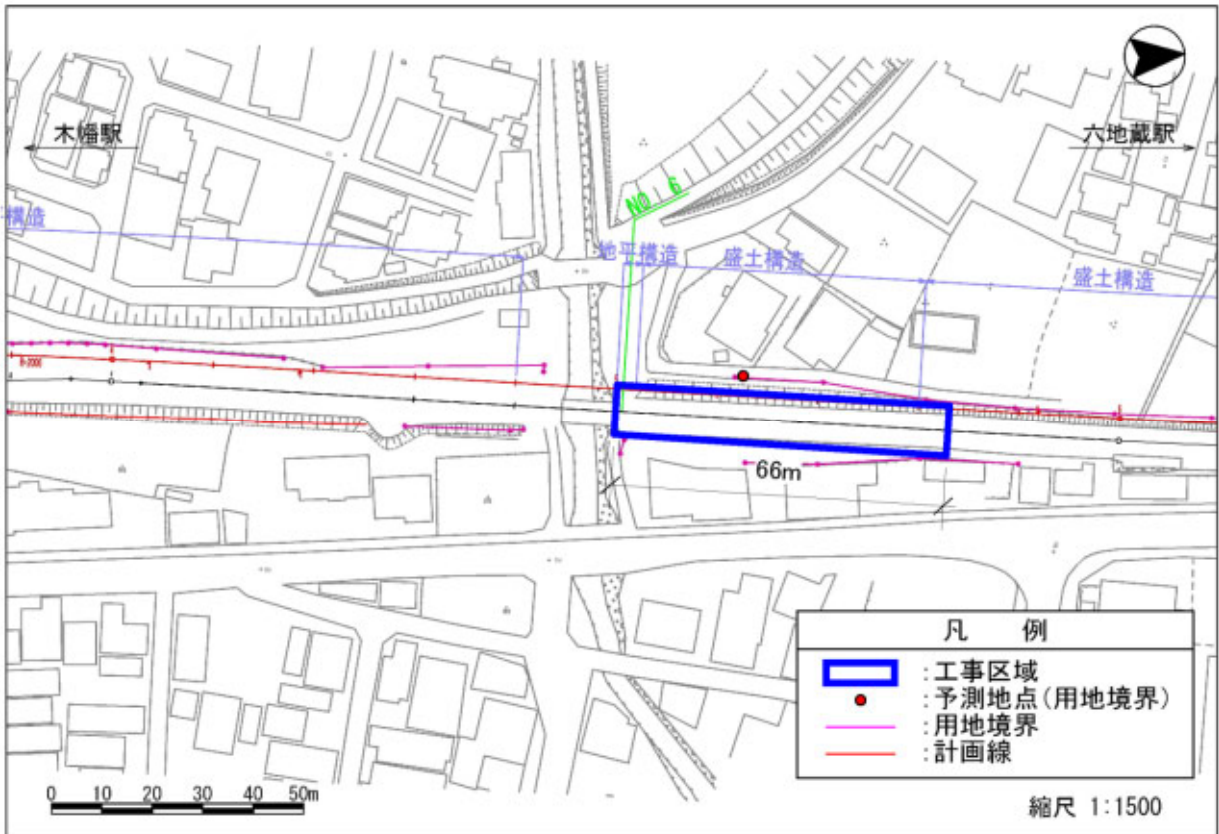 木幡駅
六地蔵駅
NO 6
構造
地平構造
盛土構造
盛土構造
66m
凡 例
:工事区域
:予測地点(用地境界)
:用地境界
:計画線
0 10 20 30 40 50m
縮尺 1:1500